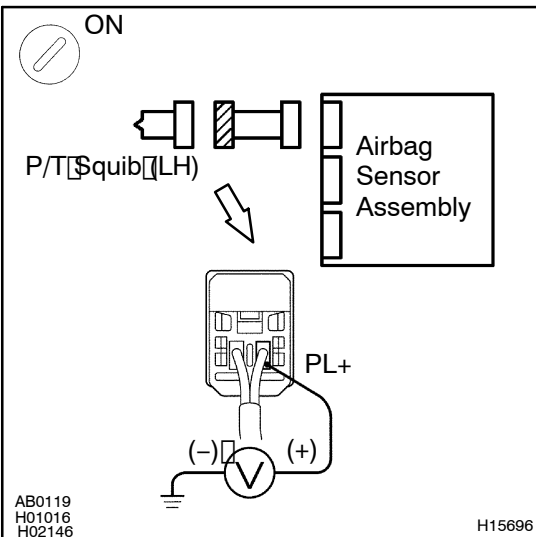 ON
P/T Squib (LH)
Airbag
Sensor
Assembly
PL+
(−)
(+)
V
AB0119
H01016
H02146
H15696